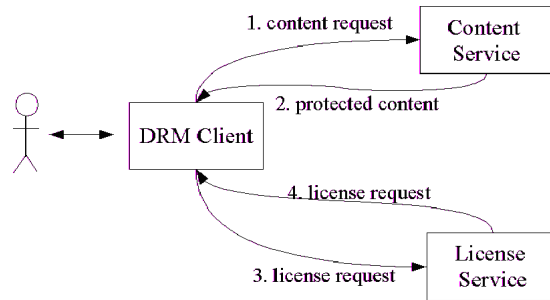 1. content request
Content
Service
2. protected content
DRM Client
4. license request
3. license request
License
Service